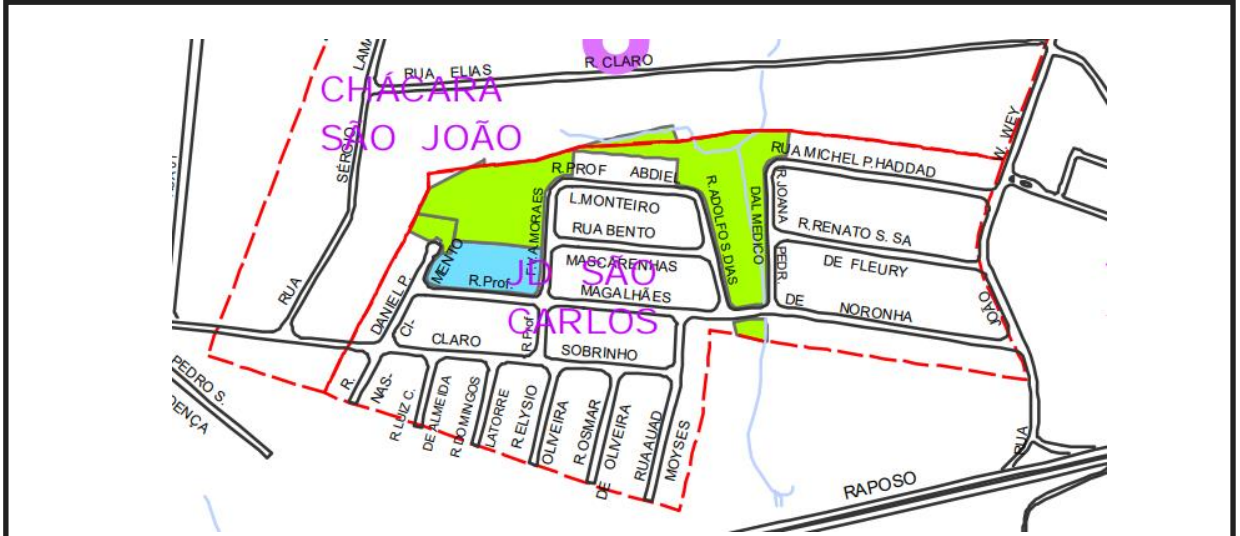 LAMA
R. CLARO
RUA ELIAS
CHÁCARA
SÃO JOÃO
SÉRGIO
RUA
W. WEY
RUA MICHEL P.HADDAD
R.PROF ABDIEL
L.MONTEIRO
RUA BENTO
F.V.A.MORAES
R.ADOLFO S.DIAS
DAL MEDICO
R.JOANA
R.RENATO S. SA
MENTO
MASCARENHAS
JD SÃO
CARLOS
R.Prof.
MAGALHÃES
PEDR.
DE FLEURY
DE NORONHA
JOÃO
DANIEL P.
CI-
CLARO
R.Prof
SOBRINHO
PEDRO S.
DENÇA
R.
NAS-
R.LUIZ C.
DE ALMEIDA
R.DOMINGOS
LATORRE
R.ELYSIO
OLIVEIRA
R.OSMAR
DE OLIVEIRA
RUA AUAD
MOYSES
RUA
RAPOSO